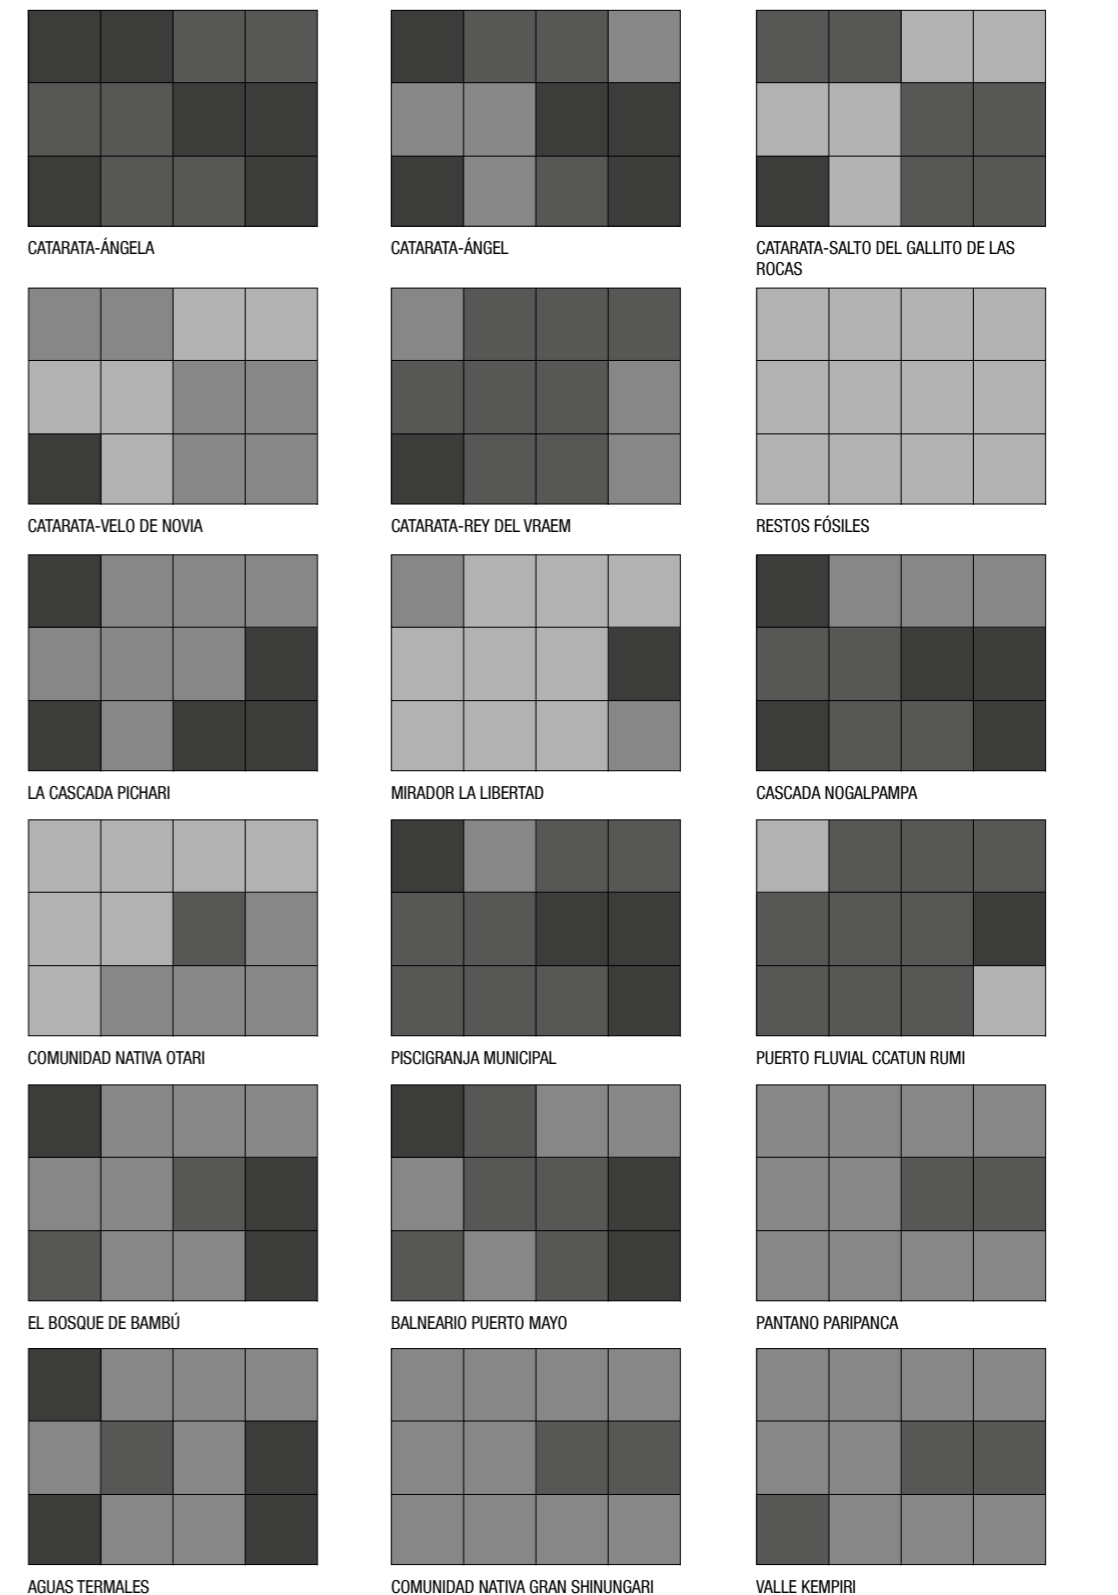 CATARATA-ÁNGELA
CATARATA-ÁNGEL
CATARATA-SALTO DEL GALLITO DE LAS
ROCAS
CATARATA-VELO DE NOVIA
CATARATA-REY DEL VRAEM
RESTOS FÓSILES
LA CASCADA PICHARI
MIRADOR LA LIBERTAD
CASCADA NOGALPAMPA
COMUNIDAD NATIVA OTARI
PISCIGRANJA MUNICIPAL
PUERTO FLUVIAL CCATUN RUMI
EL BOSQUE DE BAMBÚ
BALNEARIO PUERTO MAYO
PANTANO PARIPANCA
AGUAS TERMALES
COMUNIDAD NATIVA GRAN SHINUNGARI
VALLE KEMPIRI